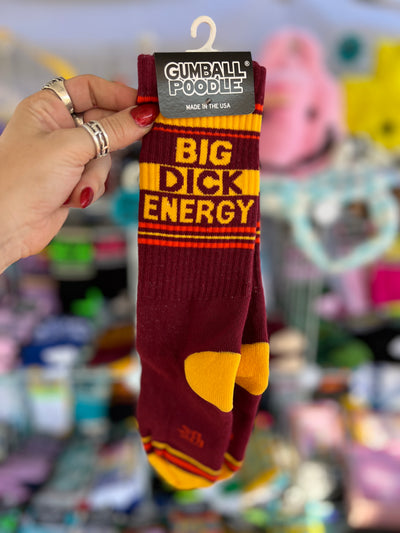 GUMBALL®
POODLE
MADE IN THE USA
BIG
DICK
ENERGY